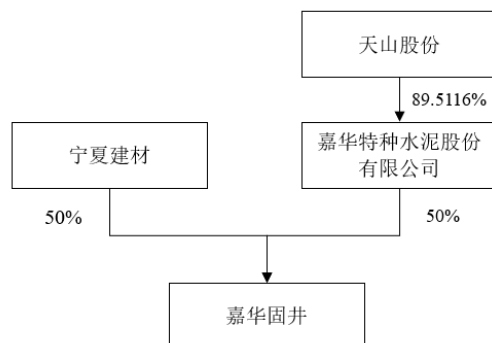 天山股份
89.5116%
宁夏建材
嘉华特种水泥股份
有限公司
50%
50%
嘉华固井